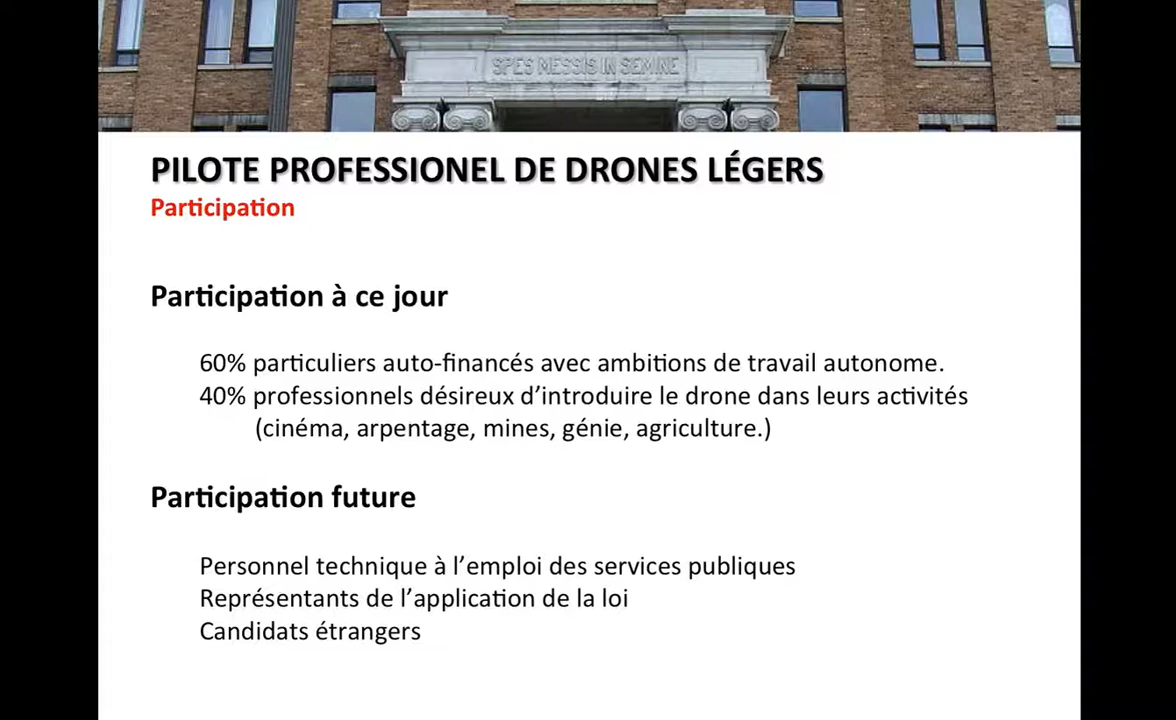 SPES MESSIS IN SEMINE
PILOTE PROFESSIONEL DE DRONES LÉGERS
Participation
Participation à ce jour
60% particuliers auto-financés avec ambitions de travail autonome.
40% professionnels désireux d’introduire le drone dans leurs activités
(cinéma, arpentage, mines, génie, agriculture.)
Participation future
Personnel technique à l’emploi des services publiques
Représentants de l’application de la loi
Candidats étrangers